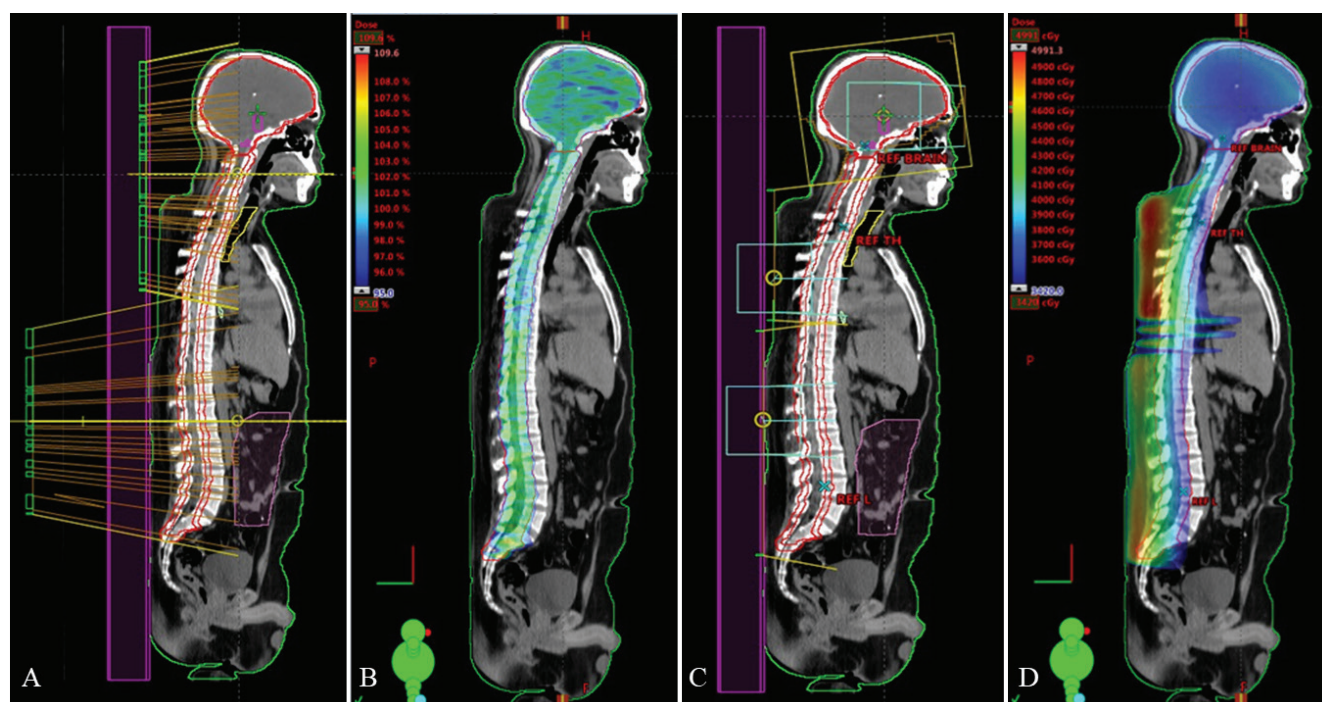 A
Dose
109.6 %
109.6
108.0 %
107.0 %
106.0 %
105.0 %
104.0 %
103.0 %
102.0 %
101.0 %
100.0 %
99.0 %
98.0 %
97.0 %
96.0 %
95.0
95.0 %
H
P
B
REF BRAIN
REF TH
REF L
C
Dose
4991 cGy
4991.3
4900 cGy
4800 cGy
4700 cGy
4600 cGy
4500 cGy
4400 cGy
4300 cGy
4200 cGy
4100 cGy
4000 cGy
3900 cGy
3800 cGy
3700 cGy
3600 cGy
3420.0
3420 cGy
H
REF BRAIN
REF TH
P
REF L
D